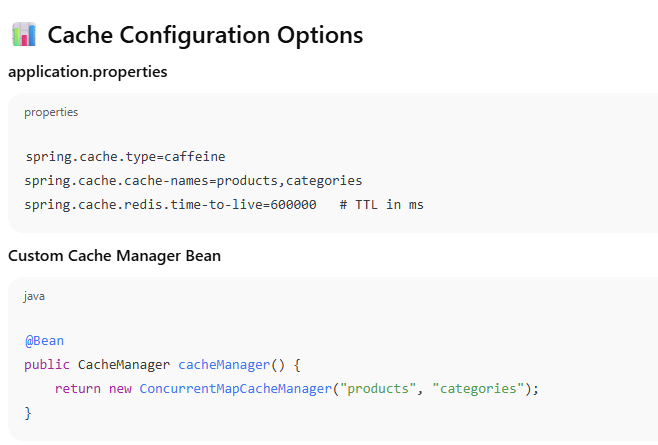 📊 Cache Configuration Options
application.properties
properties
spring.cache.type=caffeine
spring.cache.cache-names=products,categories
spring.cache.redis.time-to-live=600000   # TTL in ms
Custom Cache Manager Bean
java
@Bean
public CacheManager cacheManager() {
    return new ConcurrentMapCacheManager("products", "categories");
}